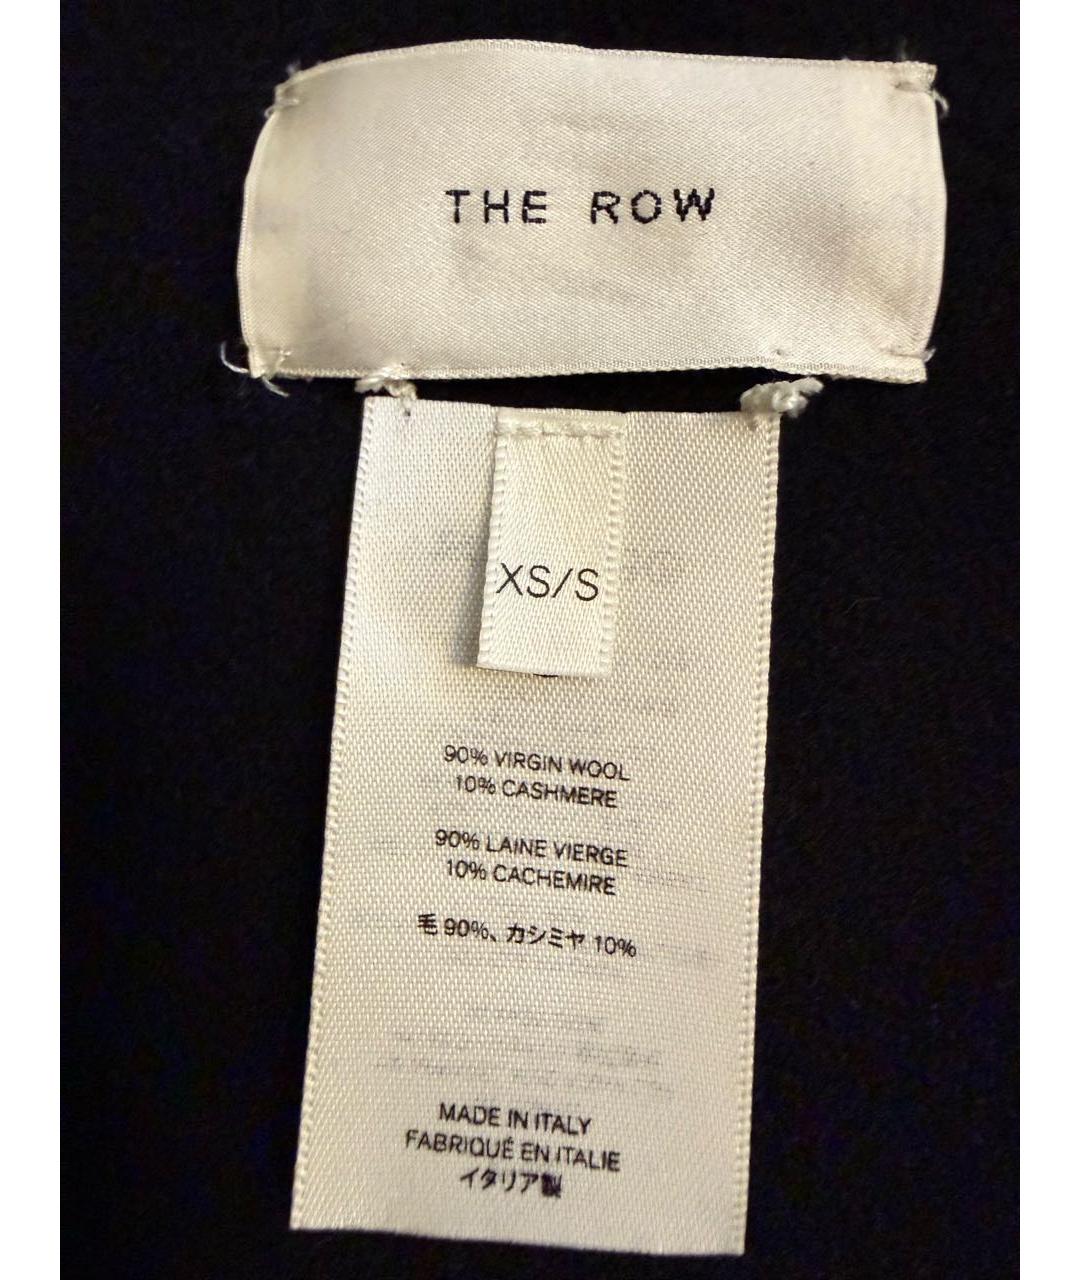 THE ROW
XS/S
90% VIRGIN WOOL
10% CASHMERE
90% LAINE VIERGE
10% CACHEMIRE
毛 90%、カシミヤ 10%
MADE IN ITALY
FABRIQUÉ EN ITALIE
イタリア製